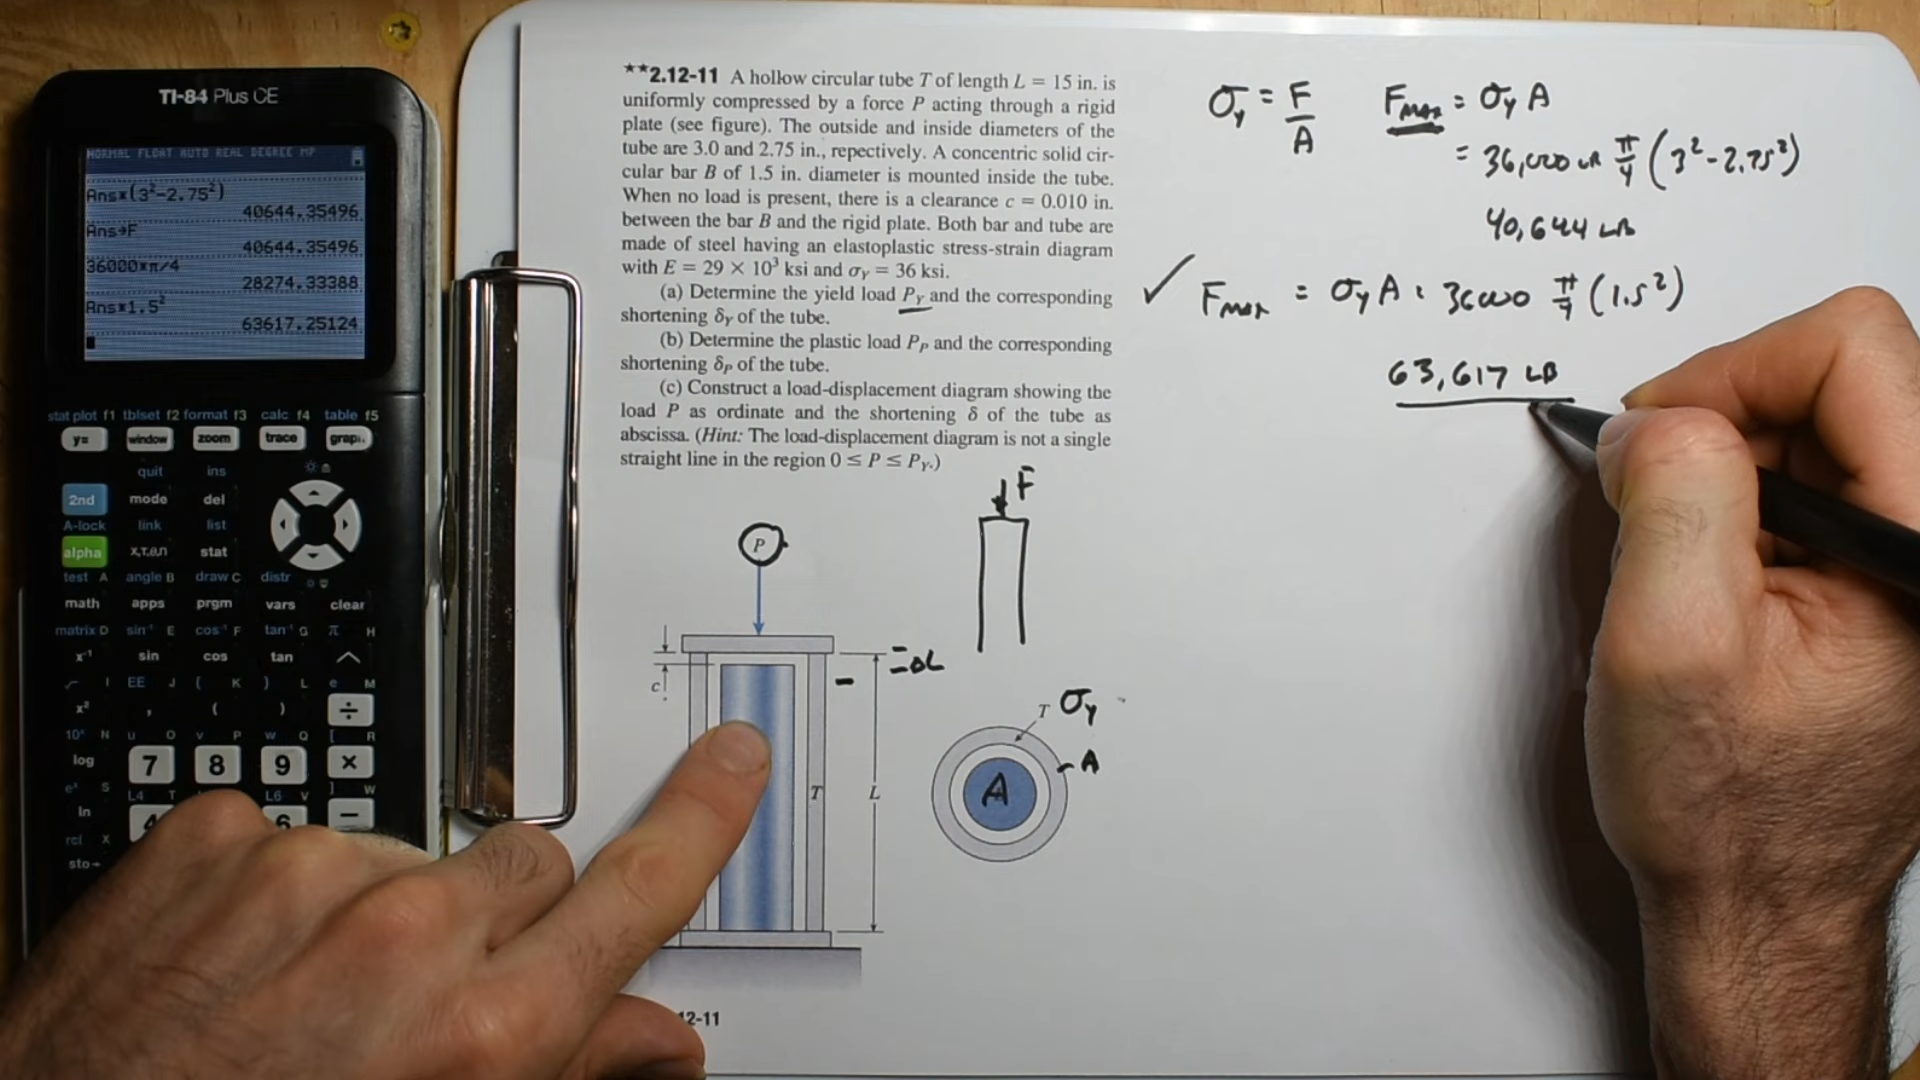 TI-84 Plus CE
NORMAL FLOAT AUTO REAL DEGREE MP
Ans*(3²-2.75²)
40644.35496
Ans→F
40644.35496
36000*π/4
28274.33388
Ans*1.5²
63617.25124
stat plot f1 tblset f2 format f3 calc f4 table f5
y= window zoom trace
quit ins
2nd mode del
A-lock link list
alpha X,T,θ,n stat
test A angle B draw C distr
math apps prgm vars clear
matrix D sin⁻¹ E cos⁻¹ F tan⁻¹ G π H
x⁻¹ sin cos tan ^
√ I EE J { K } L e M
x² , ( ) ÷
10ˣ N u O v P w Q [ R
log 7 8 9 ×
eˣ S L4 T L6 V ] W
ln 4 6 −
rcl X
sto→
**2.12-11 A hollow circular tube T of length L = 15 in. is
uniformly compressed by a force P acting through a rigid
plate (see figure). The outside and inside diameters of the
tube are 3.0 and 2.75 in., repectively. A concentric solid cir-
cular bar B of 1.5 in. diameter is mounted inside the tube.
When no load is present, there is a clearance c = 0.010 in.
between the bar B and the rigid plate. Both bar and tube are
made of steel having an elastoplastic stress-strain diagram
with E = 29 × 10³ ksi and σY = 36 ksi.
(a) Determine the yield load PY and the corresponding
shortening δY of the tube.
(b) Determine the plastic load PP and the corresponding
shortening δP of the tube.
(c) Construct a load-displacement diagram showing the
load P as ordinate and the shortening δ of the tube as
abscissa. (Hint: The load-displacement diagram is not a single
straight line in the region 0 ≤ P ≤ PY.)
F
P
=ΔL
c
T
L
T σy
A
A
12-11
σy = F/A Fmax = σy A
= 36,000 π/4 (3²-2.75²)
40,644 LB
✓ Fmax = σy A : 36000 π/4 (1.5²)
63,617 LB